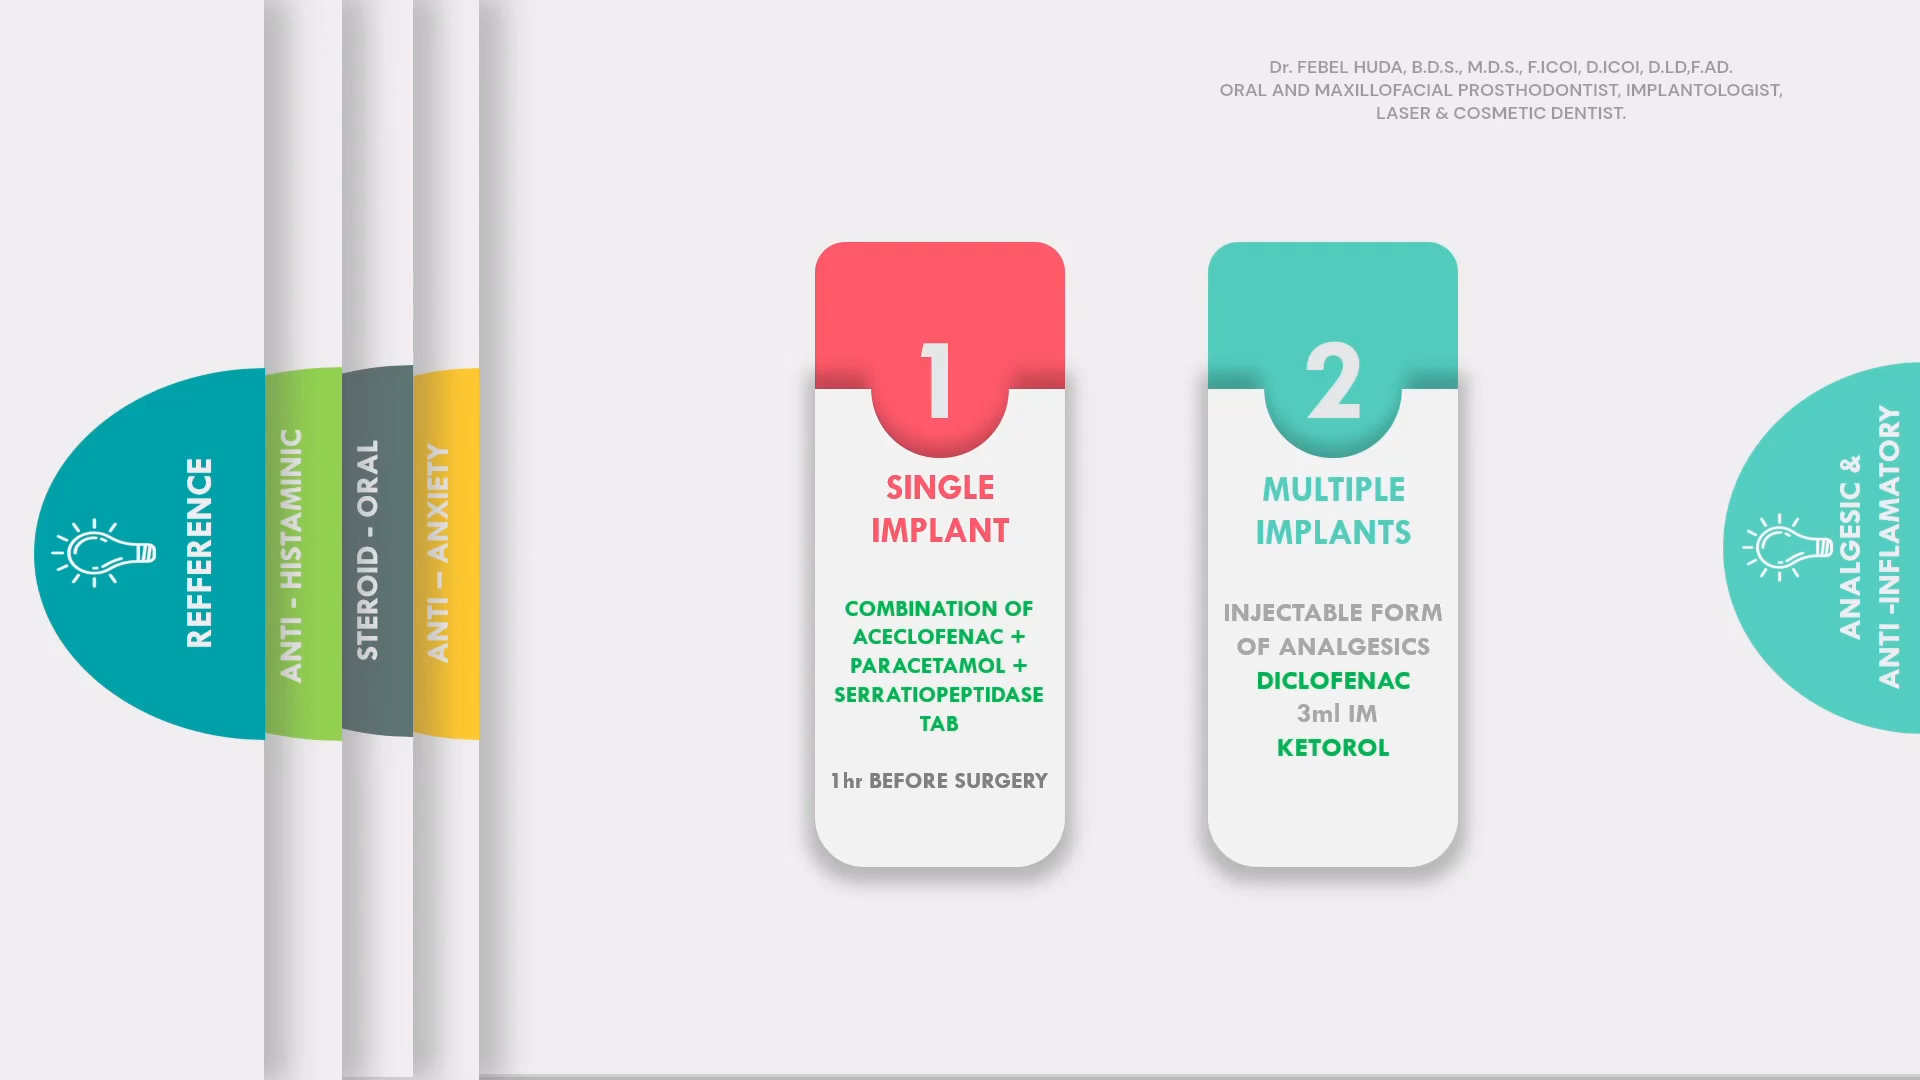 Dr. FEBEL HUDA, B.D.S., M.D.S., F.ICOI, D.ICOI, D.LD,F.AD.
ORAL AND MAXILLOFACIAL PROSTHODONTIST, IMPLANTOLOGIST,
LASER & COSMETIC DENTIST.
REFFERENCE
ANTI - HISTAMINIC
STEROID - ORAL
ANTI – ANXIETY
1
SINGLE
IMPLANT
COMBINATION OF
ACECLOFENAC +
PARACETAMOL +
SERRATIOPEPTIDASE
TAB
1hr BEFORE SURGERY
2
MULTIPLE
IMPLANTS
INJECTABLE FORM
OF ANALGESICS
DICLOFENAC
3ml IM
KETOROL
ANALGESIC &
ANTI -INFLAMATORY